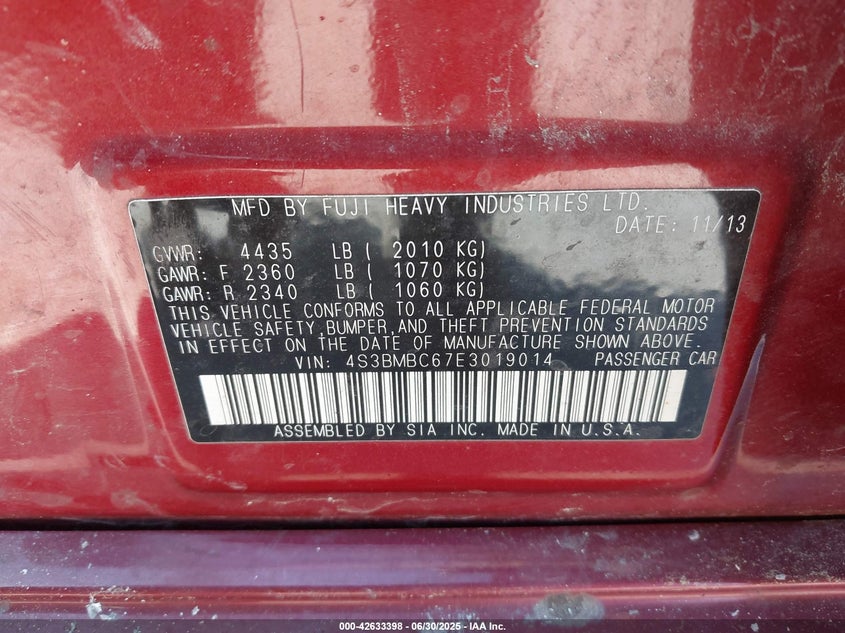 MFD BY FUJI HEAVY INDUSTRIES LTD.
DATE: 11/13
GVWR: 4435 LB ( 2010 KG)
GAWR: F 2360 LB ( 1070 KG)
GAWR: R 2340 LB ( 1060 KG)
THIS VEHICLE CONFORMS TO ALL APPLICABLE FEDERAL MOTOR
VEHICLE SAFETY,BUMPER,AND THEFT PREVENTION STANDARDS
IN EFFECT ON THE DATE OF MANUFACTURE SHOWN ABOVE.
VIN: 4S3BMBC67E3019014 PASSENGER CAR
ASSEMBLED BY SIA INC. MADE IN U.S.A.
000-42633398 - 06/30/2025 - IAA Inc.